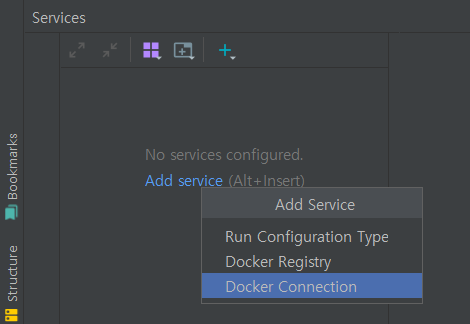 Services
No services configured.
Add service (Alt+Insert)
Add Service
Run Configuration Type
Docker Registry
Docker Connection
Bookmarks
Structure